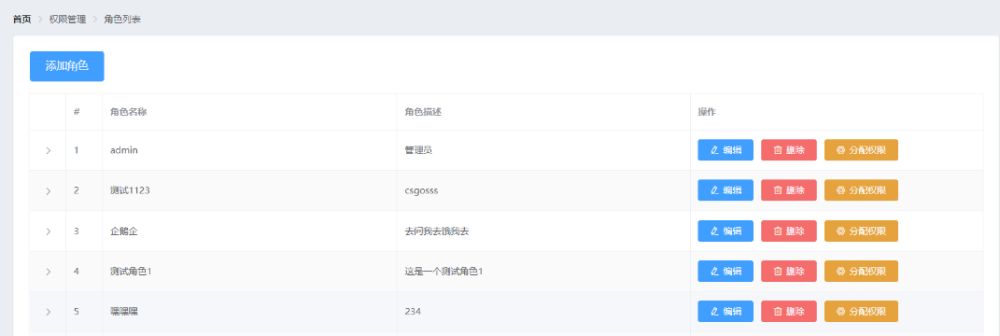 首页 > 权限管理 > 角色列表
添加角色
# 角色名称 角色描述 操作
> 1 admin 管理员 编辑 删除 分配权限
> 2 测试1123 csgosss 编辑 删除 分配权限
> 3 企鹅企 去问我去饿我去 编辑 删除 分配权限
> 4 测试角色1 这是一个测试角色1 编辑 删除 分配权限
> 5 嘿嘿嘿 234 编辑 删除 分配权限